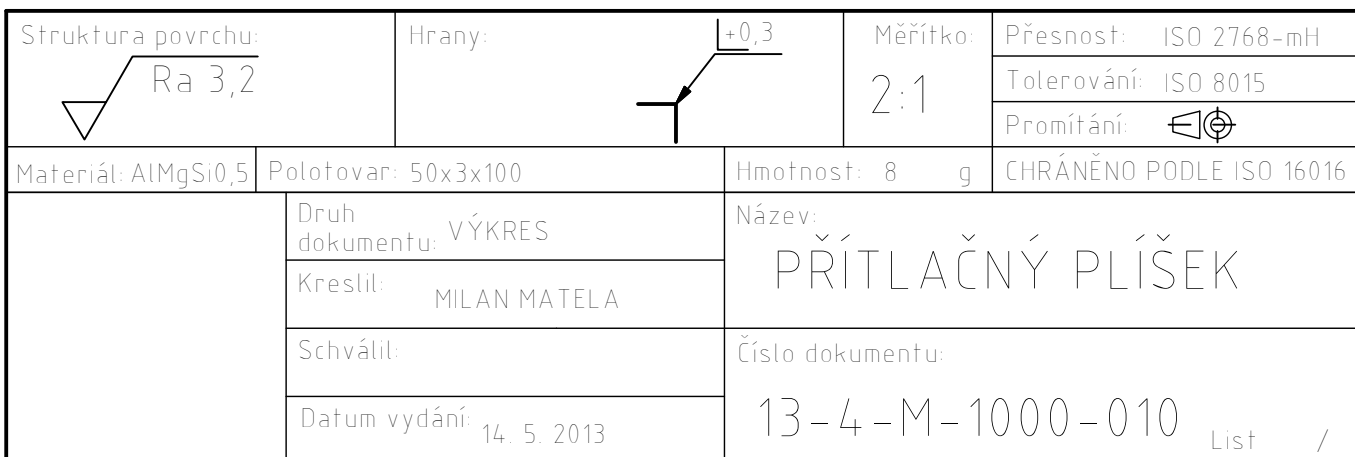 Struktura povrchu:
Ra 3,2
Hrany:
+0,3
Měřítko:
2:1
Přesnost: ISO 2768-mH
Tolerování: ISO 8015
Promítání:
Materiál: AlMgSi0,5
Polotovar: 50x3x100
Hmotnost: 8 g
CHRÁNĚNO PODLE ISO 16016
Druh
dokumentu: VÝKRES
Kreslil: MILAN MATELA
Schválil:
Datum vydání: 14. 5. 2013
Název:
PŘÍTLAČNÝ PLÍŠEK
Číslo dokumentu:
13-4-M-1000-010
List /